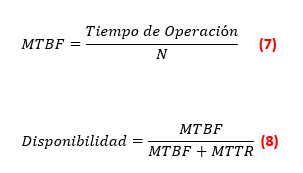 MTBF = Tiempo de Operación / N (7)
Disponibilidad = MTBF / MTBF + MTTR (8)